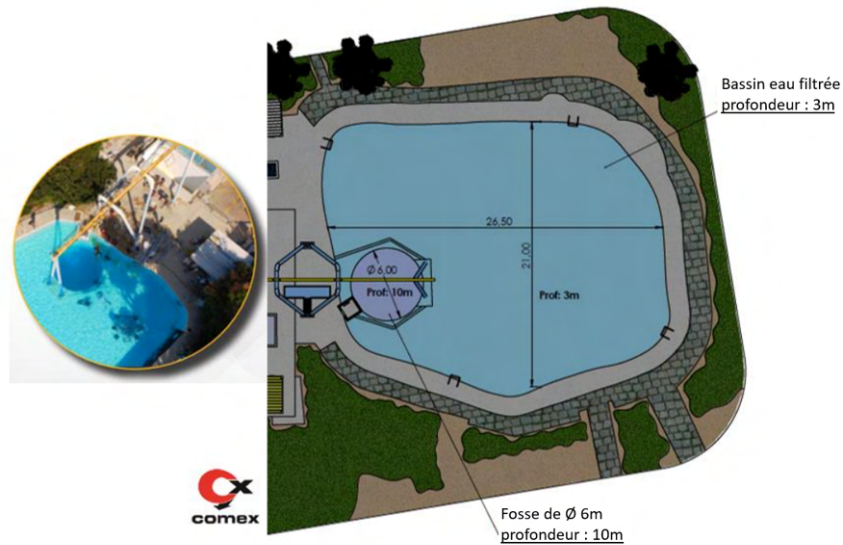 Bassin eau filtrée
profondeur : 3m
26,50
21,00
Ø 6,00
Prof: 10m
Prof: 3m
comex
Fosse de Ø 6m
profondeur : 10m